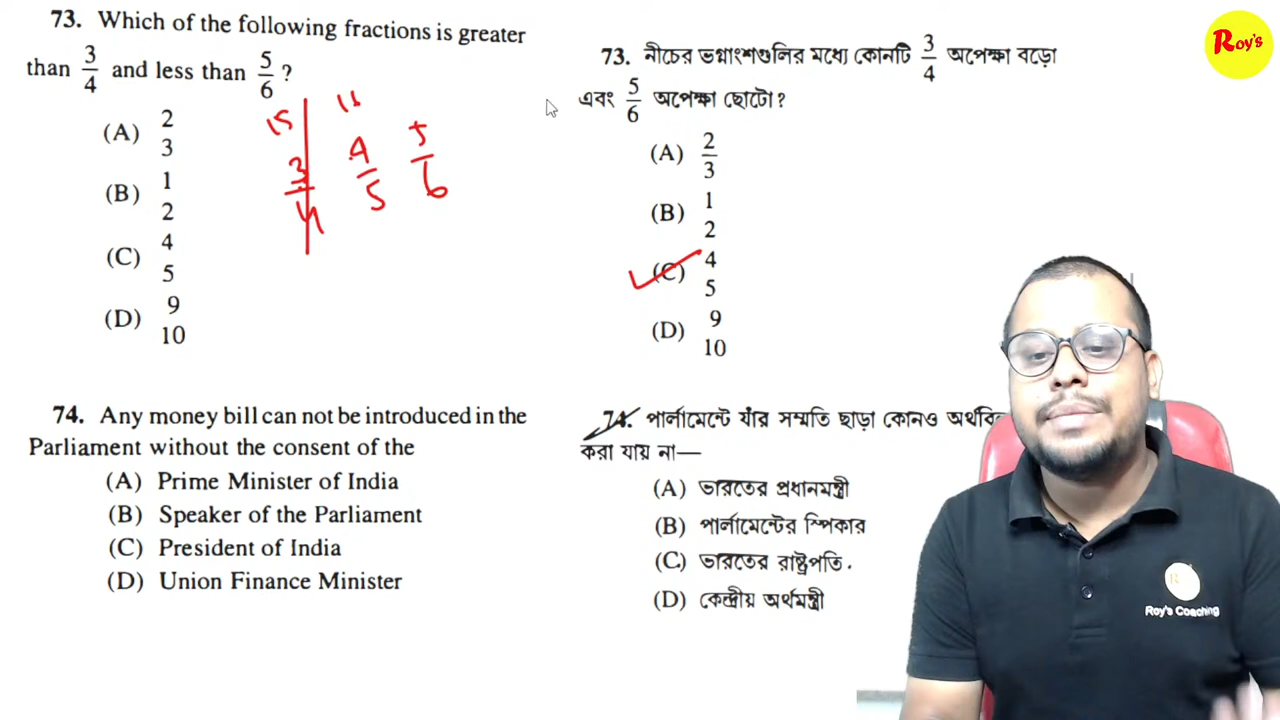 73. Which of the following fractions is greater
than 3/4 and less than 5/6 ?
(A) 2/3
(B) 1/2
(C) 4/5
(D) 9/10
15
3/4
4/5
5/6
74. Any money bill can not be introduced in the
Parliament without the consent of the
(A) Prime Minister of India
(B) Speaker of the Parliament
(C) President of India
(D) Union Finance Minister
73. নীচের ভগ্নাংশগুলির মধ্যে কোনটি 3/4 অপেক্ষা বড়ো
এবং 5/6 অপেক্ষা ছোটো ?
(A) 2/3
(B) 1/2
(C) 4/5
(D) 9/10
74. পার্লামেন্টে যাঁর সম্মতি ছাড়া কোনও
করা যায় না—
(A) ভারতের প্রধানমন্ত্রী
(B) পার্লামেন্টের স্পিকার
(C) ভারতের রাষ্ট্রপতি.
(D) কেন্দ্রীয় অর্থমন্ত্রী
Roy's
Roy's Coaching